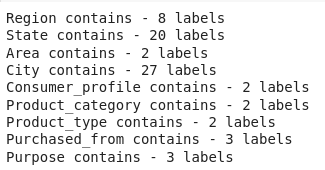 Region contains - 8 labels
State contains - 20 labels
Area contains - 2 labels
City contains - 27 labels
Consumer_profile contains - 2 labels
Product_category contains - 2 labels
Product_type contains - 2 labels
Purchased_from contains - 3 labels
Purpose contains - 3 labels